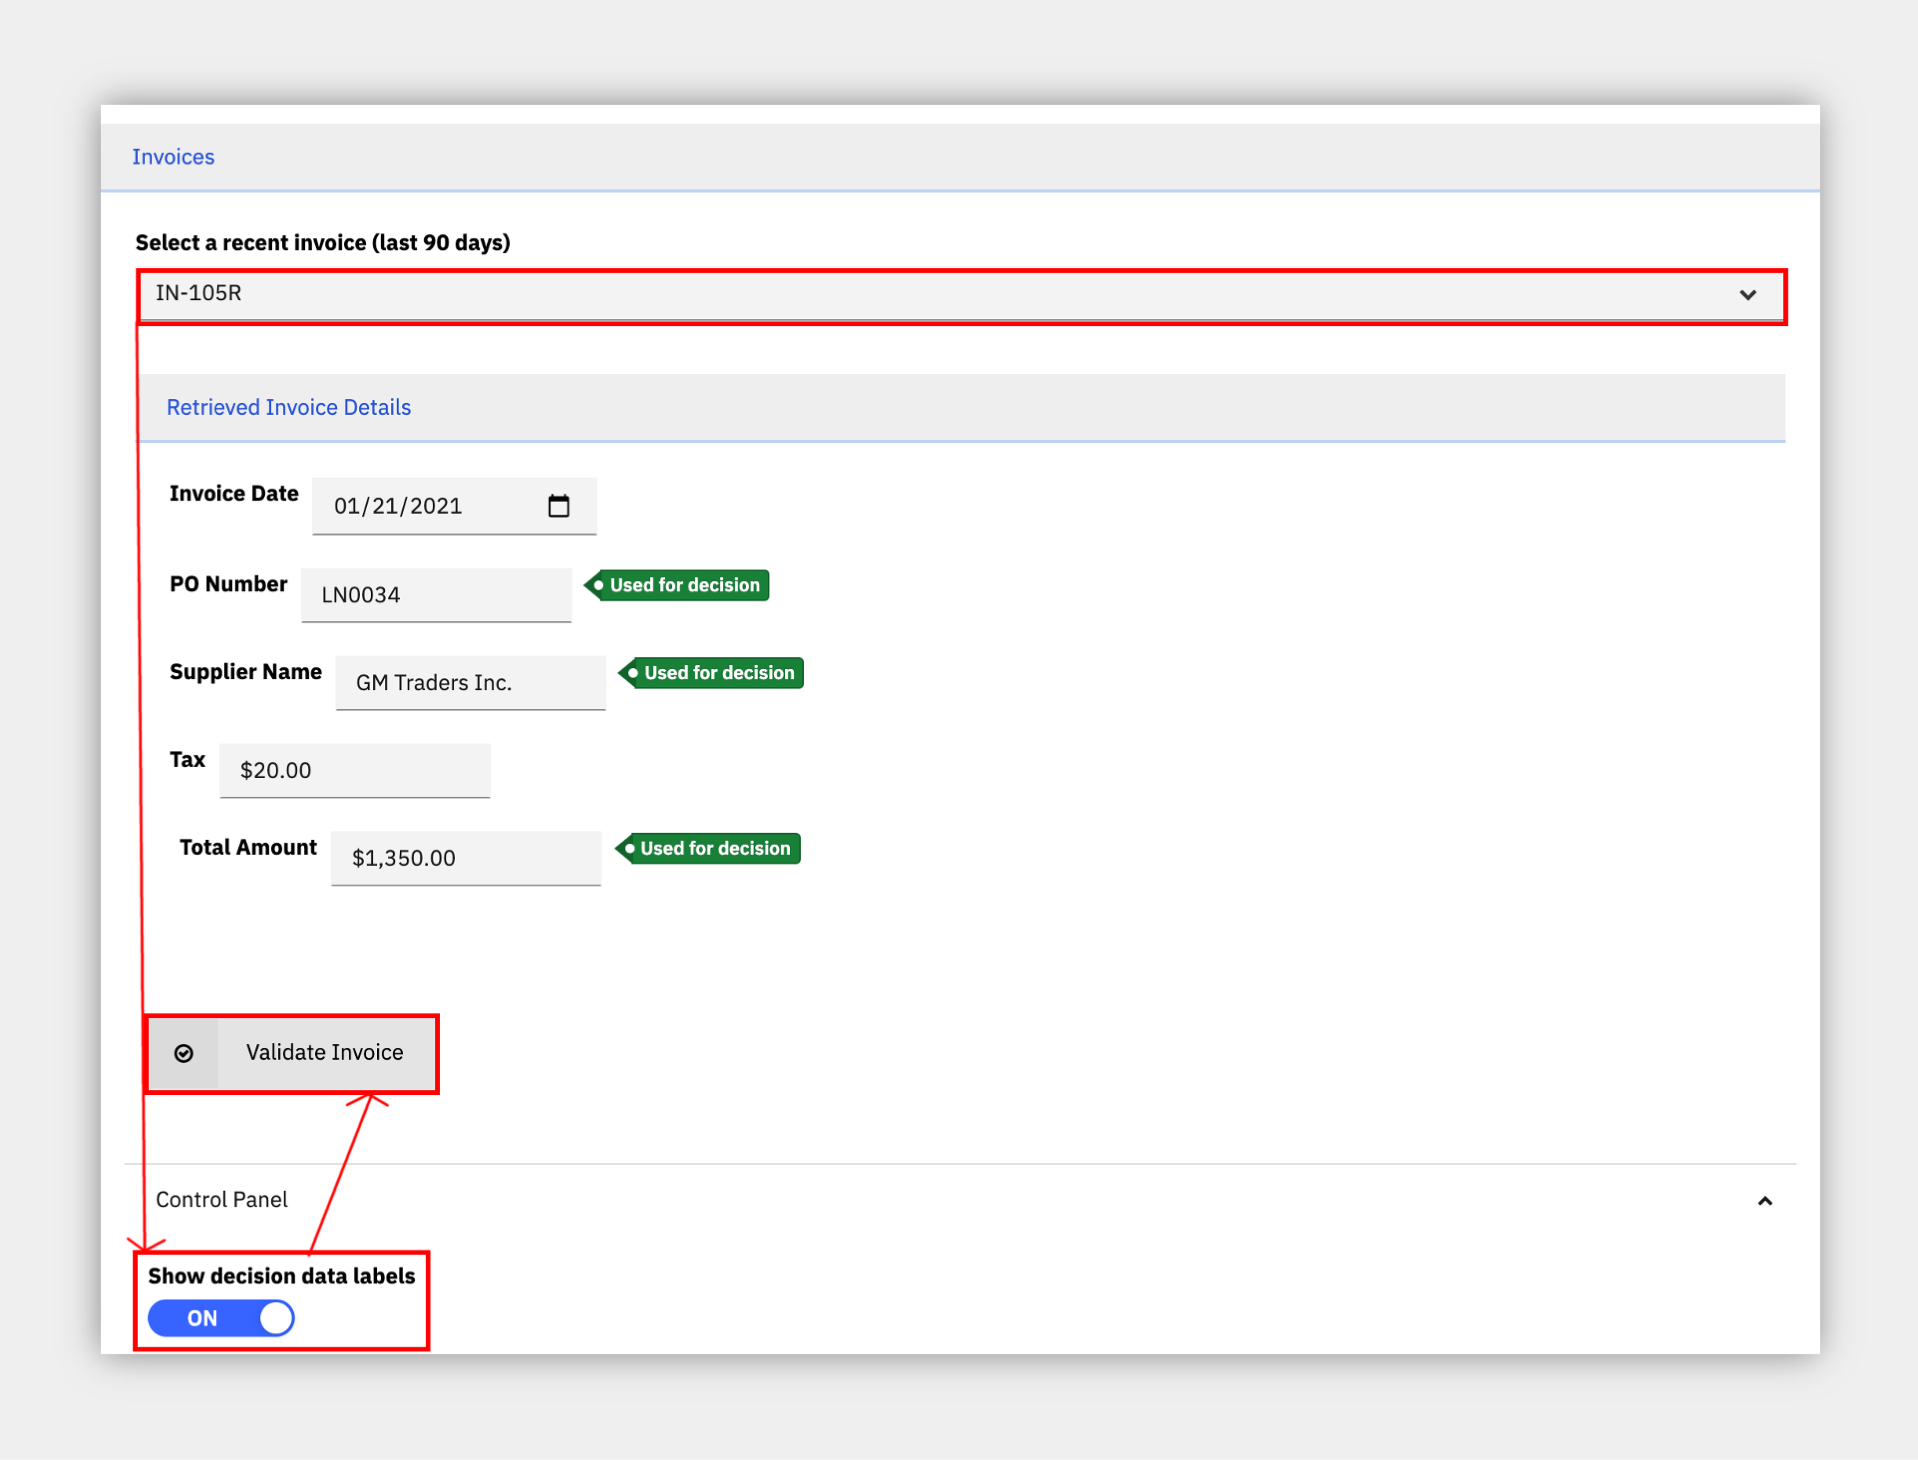 Invoices
Select a recent invoice (last 90 days)
IN-105R
Retrieved Invoice Details
Invoice Date 01/21/2021
PO Number LN0034 Used for decision
Supplier Name GM Traders Inc. Used for decision
Tax $20.00
Total Amount $1,350.00 Used for decision
Validate Invoice
Control Panel
Show decision data labels
ON